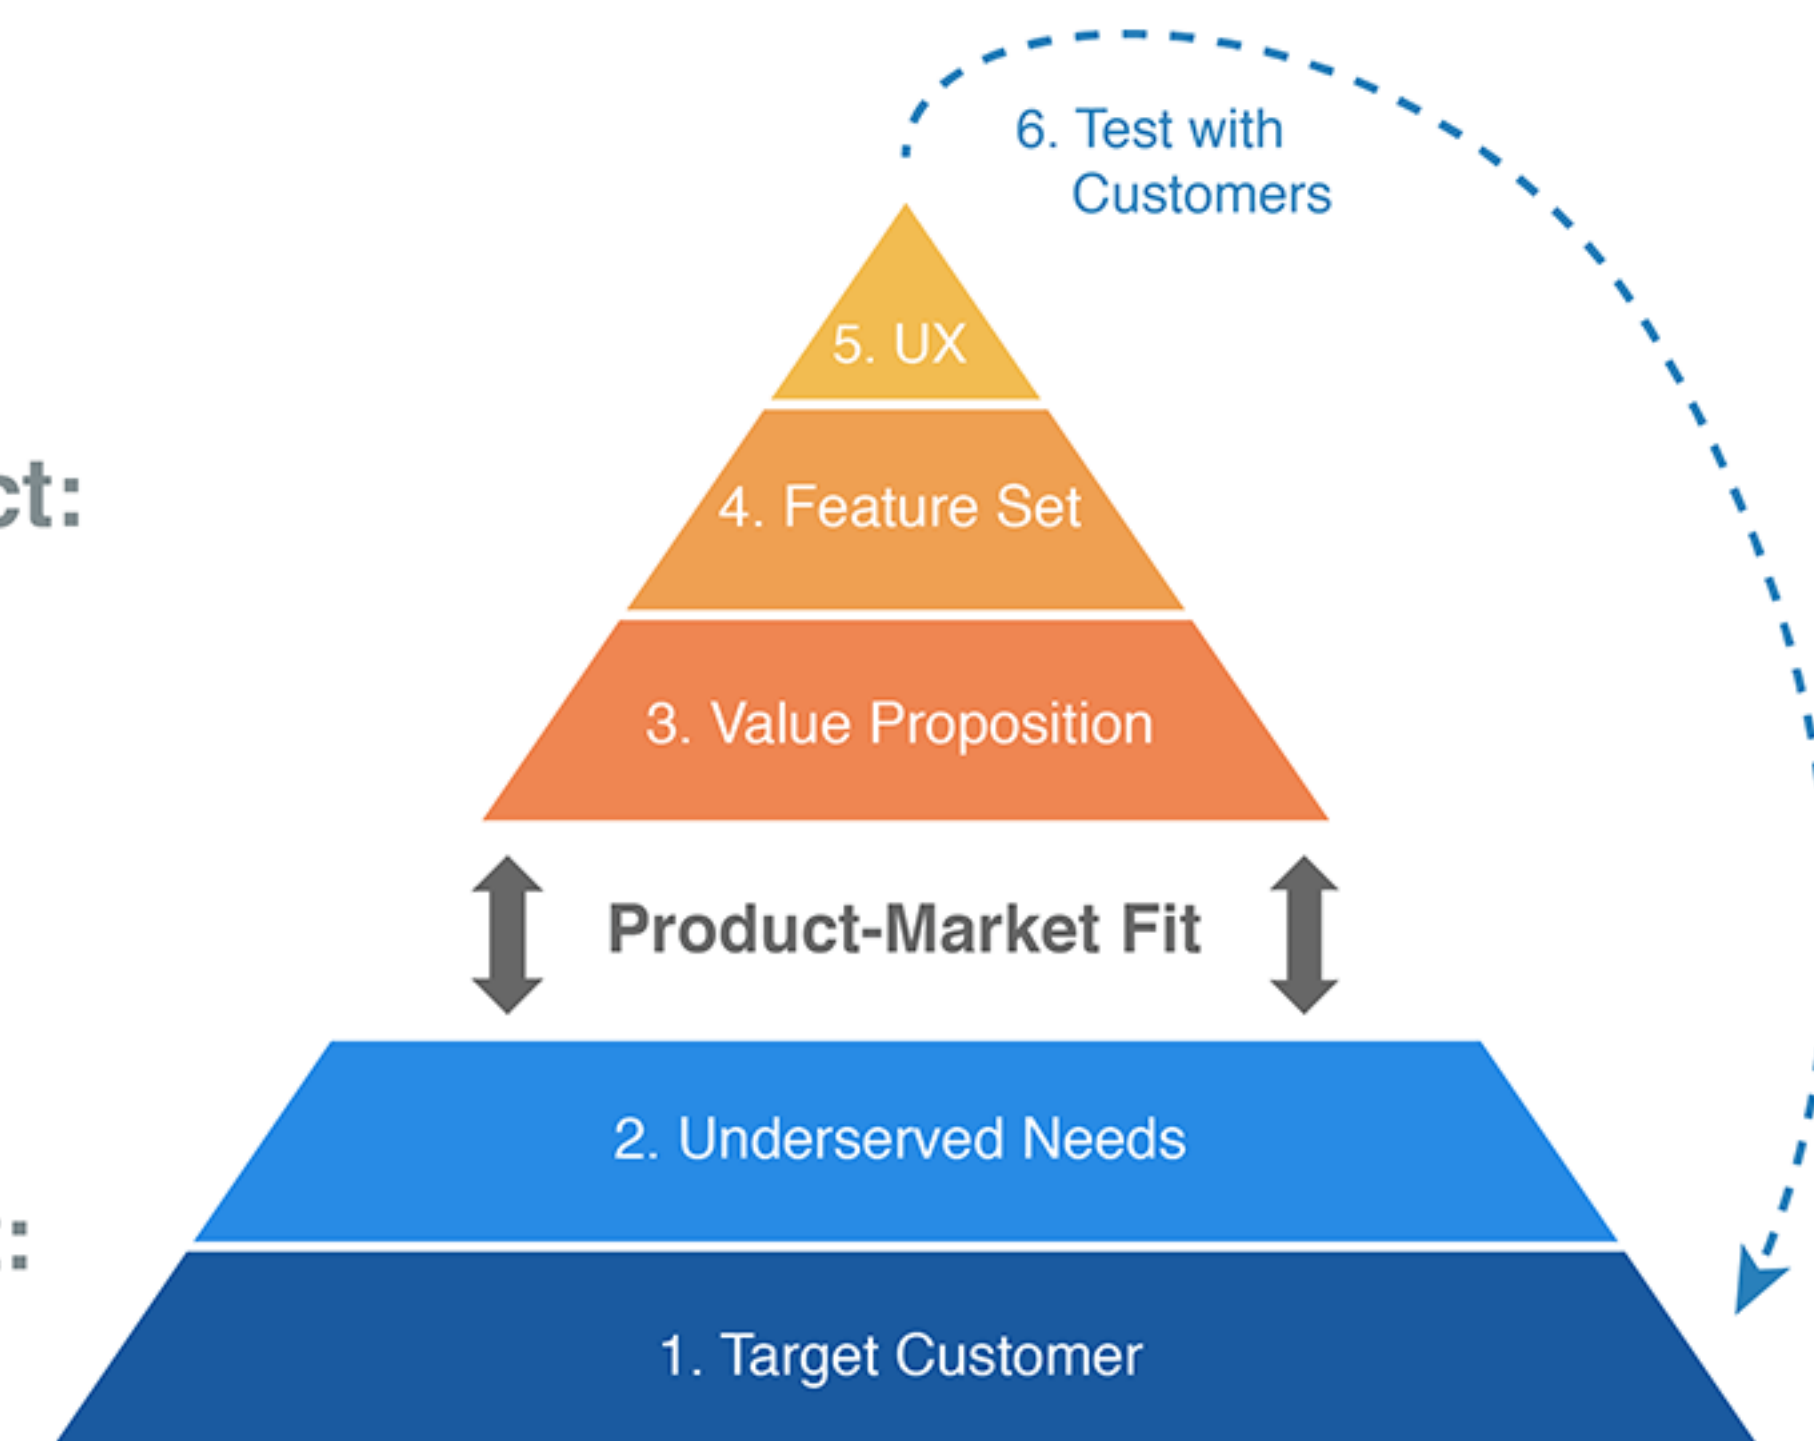 6. Test with
Customers
5. UX
ct:
4. Feature Set
3. Value Proposition
Product-Market Fit
2. Underserved Needs
:
1. Target Customer